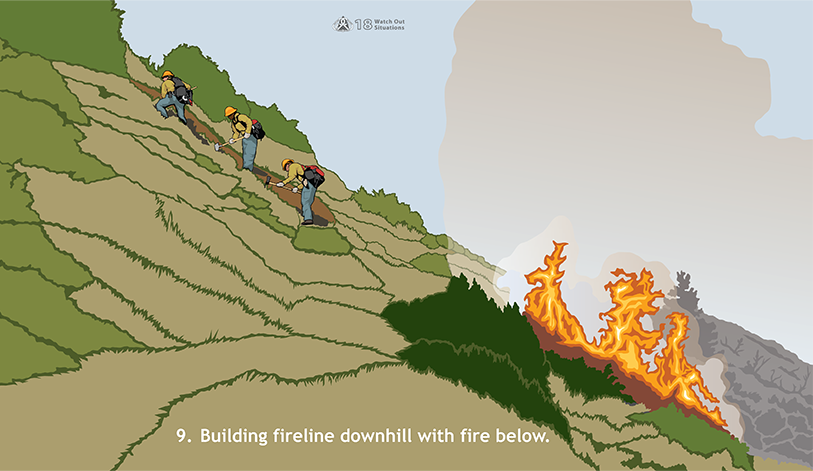 18 Watch Out
Situations
9. Building fireline downhill with fire below.